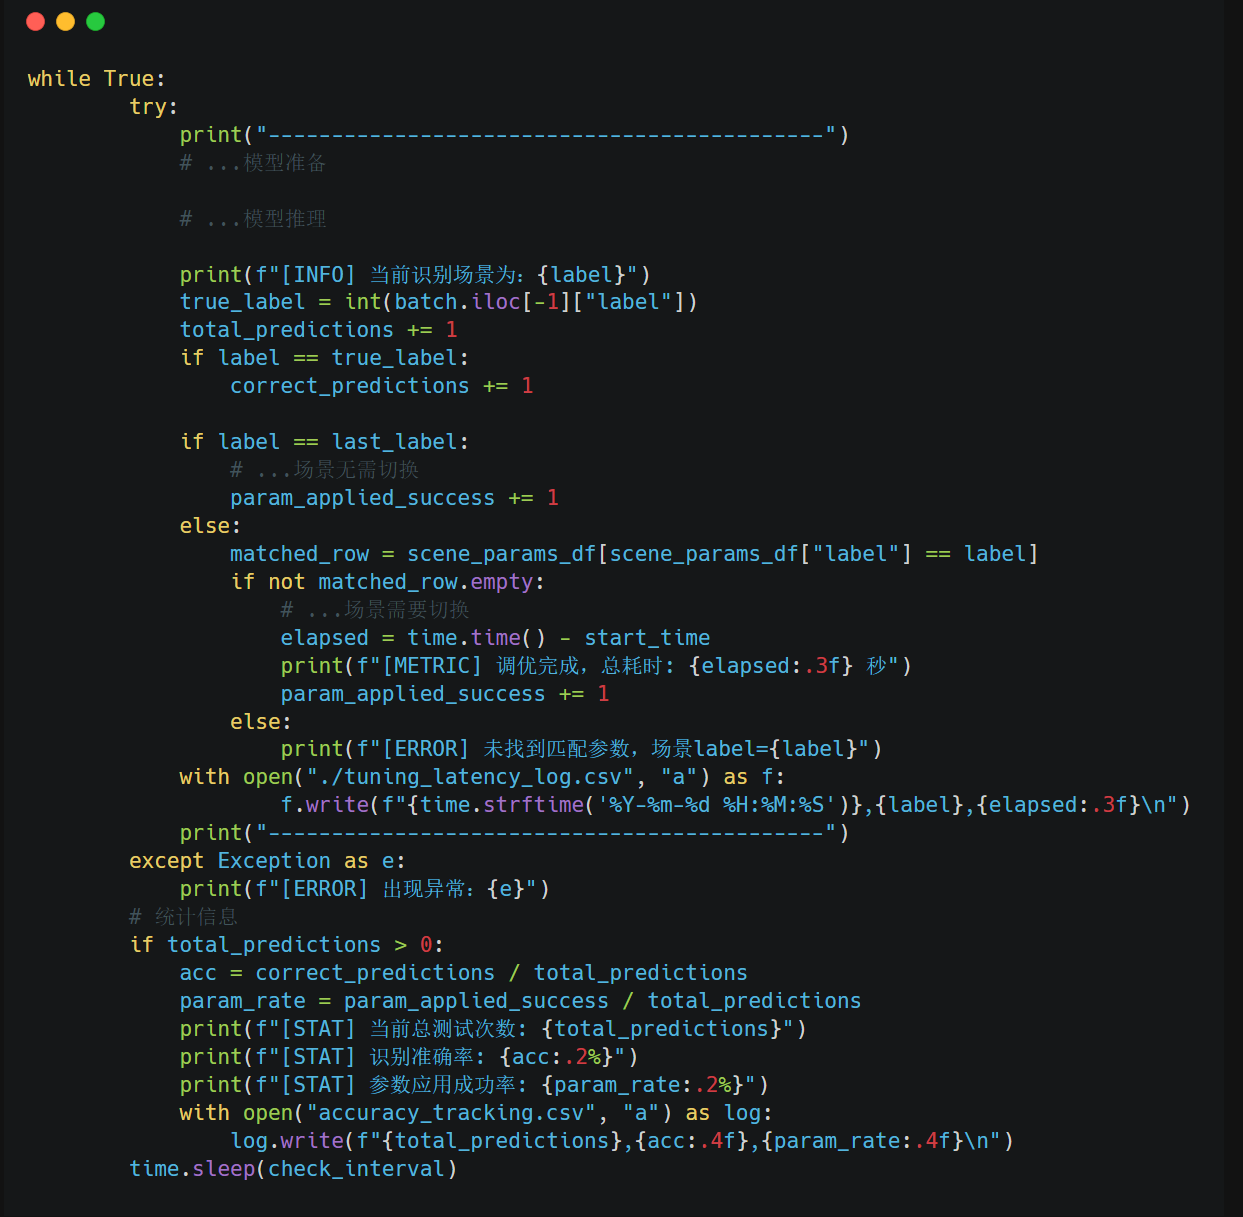 while True:
        try:
            print("--------------------------------------------")
            # ...模型准备

            # ...模型推理

            print(f"[INFO] 当前识别场景为：{label}")
            true_label = int(batch.iloc[-1]["label"])
            total_predictions += 1
            if label == true_label:
                correct_predictions += 1

            if label == last_label:
                # ...场景无需切换
                param_applied_success += 1
            else:
                matched_row = scene_params_df[scene_params_df["label"] == label]
                if not matched_row.empty:
                    # ...场景需要切换
                    elapsed = time.time() - start_time
                    print(f"[METRIC] 调优完成，总耗时: {elapsed:.3f} 秒")
                    param_applied_success += 1
                else:
                    print(f"[ERROR] 未找到匹配参数，场景label={label}")
            with open("./tuning_latency_log.csv", "a") as f:
                    f.write(f"{time.strftime('%Y-%m-%d %H:%M:%S')},{label},{elapsed:.3f}\n")
            print("--------------------------------------------")
        except Exception as e:
            print(f"[ERROR] 出现异常：{e}")
        # 统计信息
        if total_predictions > 0:
            acc = correct_predictions / total_predictions
            param_rate = param_applied_success / total_predictions
            print(f"[STAT] 当前总测试次数: {total_predictions}")
            print(f"[STAT] 识别准确率: {acc:.2%}")
            print(f"[STAT] 参数应用成功率: {param_rate:.2%}")
            with open("accuracy_tracking.csv", "a") as log:
                log.write(f"{total_predictions},{acc:.4f},{param_rate:.4f}\n")
        time.sleep(check_interval)